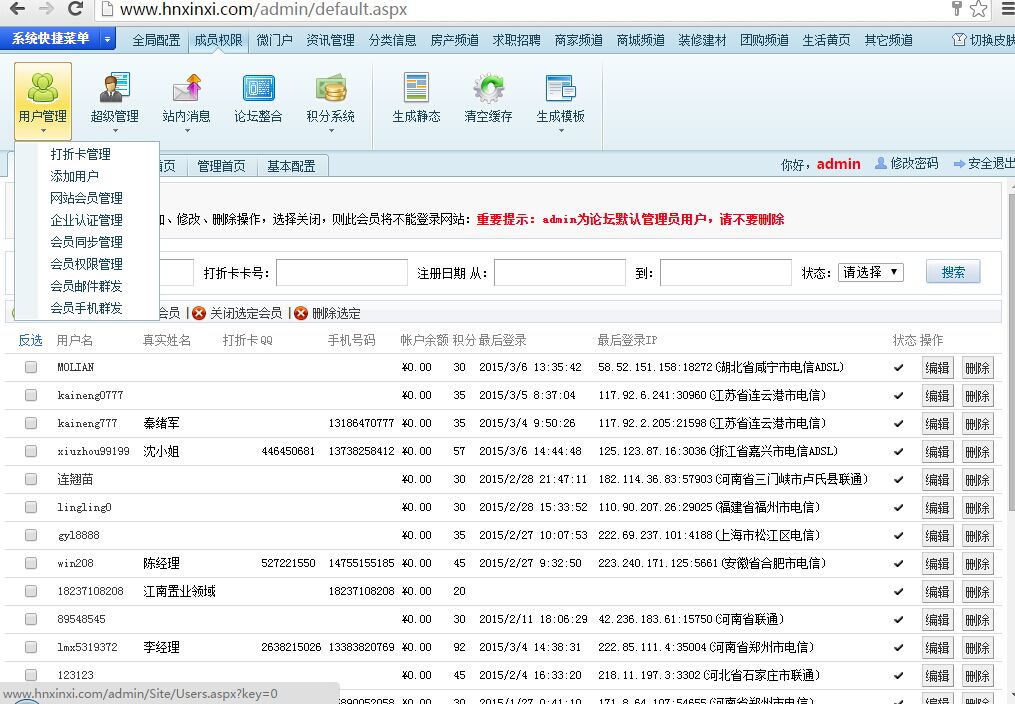 www.hnxinxi.com/admin/default.aspx
系统快捷菜单 全局配置 成员权限 微门户 资讯管理 分类信息 房产频道 求职招聘 商家频道 商城频道 装修建材 团购频道 生活黄页 其它频道 切换皮肤
用户管理 超级管理 站内消息 论坛整合 积分系统 生成静态 清空缓存 生成模板
打折卡管理
添加用户
网站会员管理
企业认证管理
会员同步管理
会员权限管理
会员邮件群发
会员手机群发
页 管理首页 基本配置 你好，admin 修改密码 安全退出
、修改、删除操作，选择关闭，则此会员将不能登录网站：重要提示：admin为论坛默认管理员用户，请不要删除
打折卡卡号： 注册日期 从： 到： 状态： 请选择 搜索
会员 | 关闭选定会员 | 删除选定
反选 用户名 真实姓名 打折卡 QQ 手机号码 帐户余额 积分 最后登录 最后登录IP 状态 操作
MOLIAN ¥0.00 30 2015/3/6 13:35:42 58.52.151.158:18272(湖北省咸宁市电信ADSL) 编辑 删除
kaineng0777 ¥0.00 35 2015/3/5 8:37:04 117.92.6.241:30960(江苏省连云港市电信) 编辑 删除
kaineng777 秦绪军 13186470777 ¥0.00 35 2015/3/4 9:50:26 117.92.2.205:21598(江苏省连云港市电信) 编辑 删除
xiuzhou99199 沈小姐 446450681 13738258412 ¥0.00 57 2015/3/6 14:44:48 125.123.87.16:3036(浙江省嘉兴市电信ADSL) 编辑 删除
连翘苗 ¥0.00 30 2015/2/28 21:47:11 182.114.36.83:57903(河南省三门峡市卢氏县联通) 编辑 删除
lingling0 ¥0.00 30 2015/2/28 15:33:52 110.90.207.26:29025(福建省福州市电信) 编辑 删除
gyl8888 ¥0.00 35 2015/2/27 10:07:53 222.69.237.101:4188(上海市松江区电信) 编辑 删除
win208 陈经理 527221550 14755155185 ¥0.00 45 2015/2/27 9:32:50 223.240.171.125:5661(安徽省合肥市电信) 编辑 删除
18237108208 江南置业领域 18237108208 ¥0.00 20 编辑 删除
89548545 ¥0.00 30 2015/2/11 18:06:29 42.236.183.61:15750(河南省联通) 编辑 删除
lmx5319372 李经理 2638215026 13383820769 ¥0.00 92 2015/3/4 14:38:31 222.85.111.4:35004(河南省郑州市电信) 编辑 删除
123123 ¥0.00 45 2015/2/4 16:33:20 218.11.197.3:3302(河北省石家庄市联通) 编辑 删除
www.hnxinxi.com/admin/Site/Users.aspx?key=0
5890052058 ¥0.00 30 2015/1/27 0:41:10 171.8.64.107:54655(河南省郑州市电信) 编辑 删除